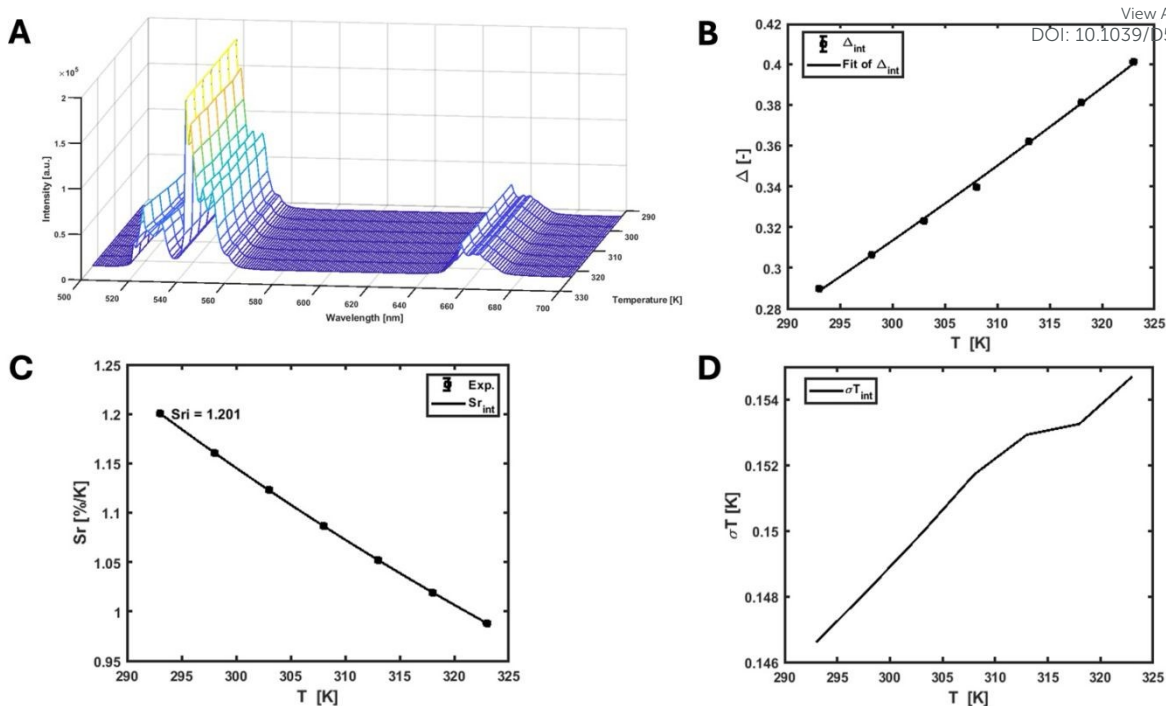 View A
DOI: 10.1039/D5
A
×10⁵
2
1.5
1
0.5
0
Intensity [a.u.]
500
520
540
560
580
600
620
640
660
680
700
Wavelength [nm]
290
300
310
320
330
Temperature [K]
B
Δint
Fit of Δint
0.42
0.4
0.38
0.36
0.34
0.32
0.3
0.28
Δ [-]
290 295 300 305 310 315 320 325
T [K]
C
Exp.
Srint
Sri = 1.201
1.25
1.2
1.15
1.1
1.05
1
0.95
Sr [%/K]
290 295 300 305 310 315 320 325
T [K]
D
σTint
0.154
0.152
0.15
0.148
0.146
σT [K]
290 295 300 305 310 315 320 325
T [K]